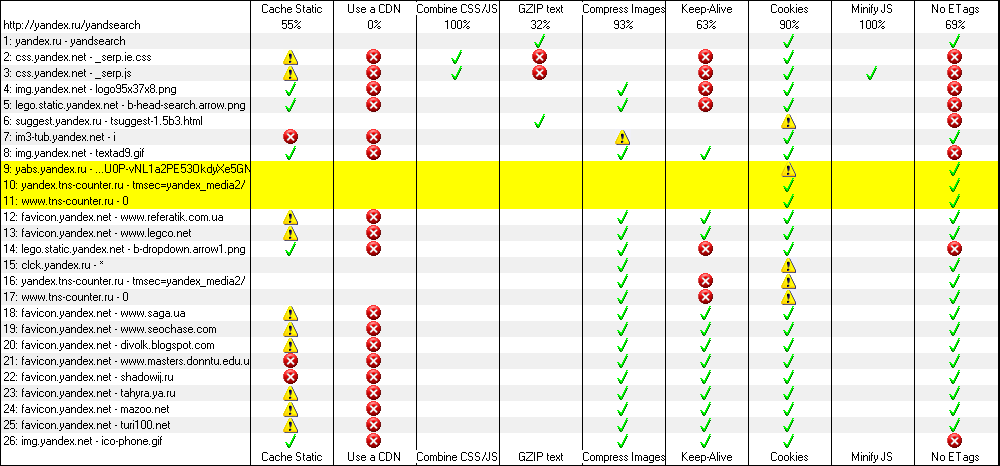 Cache Static Use a CDN Combine CSS/JS GZIP text Compress Images Keep-Alive Cookies Minify JS No ETags
http://yandex.ru/yandsearch 55% 0% 100% 32% 93% 63% 90% 100% 69%
1: yandex.ru - yandsearch
2: css.yandex.net - _serp.ie.css
3: css.yandex.net - _serp.js
4: img.yandex.net - logo95x37x8.png
5: lego.static.yandex.net - b-head-search.arrow.png
6: suggest.yandex.ru - tsuggest-1.5b3.html
7: im3-tub.yandex.net - i
8: img.yandex.net - textad9.gif
9: yabs.yandex.ru - ...U0P-vNL1a2PE53OkdyXe5GN
10: yandex.tns-counter.ru - tmsec=yandex_media2/
11: www.tns-counter.ru - 0
12: favicon.yandex.net - www.referatik.com.ua
13: favicon.yandex.net - www.legco.net
14: lego.static.yandex.net - b-dropdown.arrow1.png
15: clck.yandex.ru - *
16: yandex.tns-counter.ru - tmsec=yandex_media2/
17: www.tns-counter.ru - 0
18: favicon.yandex.net - www.saga.ua
19: favicon.yandex.net - www.seochase.com
20: favicon.yandex.net - divolk.blogspot.com
21: favicon.yandex.net - www.masters.donntu.edu.u
22: favicon.yandex.net - shadowij.ru
23: favicon.yandex.net - tahyra.ya.ru
24: favicon.yandex.net - mazoo.net
25: favicon.yandex.net - turi100.net
26: img.yandex.net - ico-phone.gif
Cache Static Use a CDN Combine CSS/JS GZIP text Compress Images Keep-Alive Cookies Minify JS No ETags